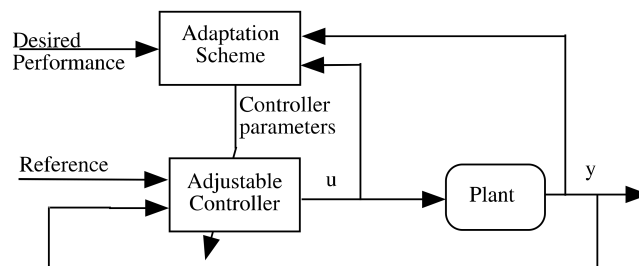 Desired
Performance
Adaptation
Scheme
Controller
parameters
Reference
Adjustable
Controller
u
Plant
y